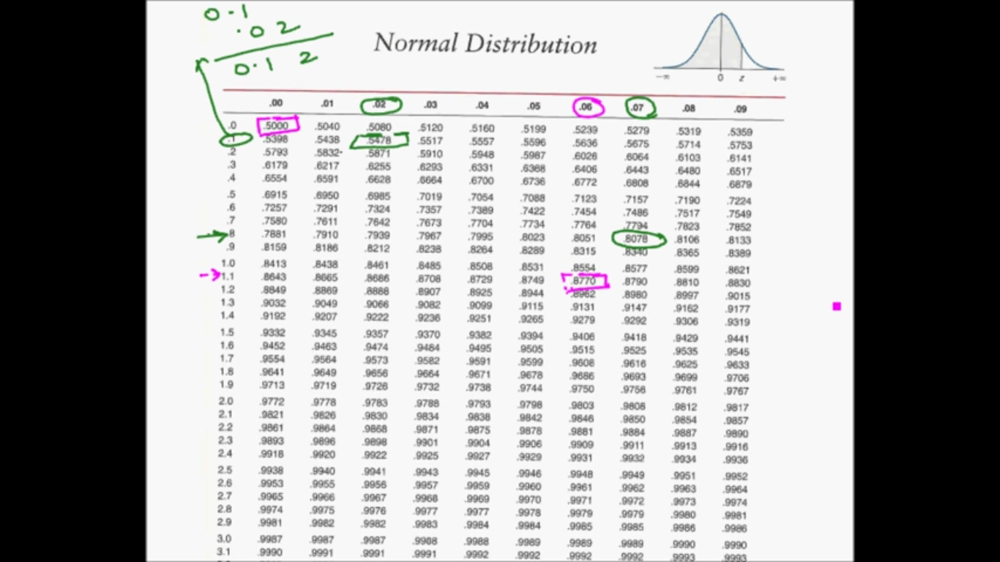 0.1
.02
0.1 2
Normal Distribution
-∞ 0 z +∞
.00 .01 .02 .03 .04 .05 .06 .07 .08 .09
.0 .5000 .5040 .5080 .5120 .5160 .5199 .5239 .5279 .5319 .5359
.1 .5398 .5438 .5478 .5517 .5557 .5596 .5636 .5675 .5714 .5753
.2 .5793 .5832 .5871 .5910 .5948 .5987 .6026 .6064 .6103 .6141
.3 .6179 .6217 .6255 .6293 .6331 .6368 .6406 .6443 .6480 .6517
.4 .6554 .6591 .6628 .6664 .6700 .6736 .6772 .6808 .6844 .6879
.5 .6915 .6950 .6985 .7019 .7054 .7088 .7123 .7157 .7190 .7224
.6 .7257 .7291 .7324 .7357 .7389 .7422 .7454 .7486 .7517 .7549
.7 .7580 .7611 .7642 .7673 .7704 .7734 .7764 .7794 .7823 .7852
.8 .7881 .7910 .7939 .7967 .7995 .8023 .8051 .8078 .8106 .8133
.9 .8159 .8186 .8212 .8238 .8264 .8289 .8315 .8340 .8365 .8389
1.0 .8413 .8438 .8461 .8485 .8508 .8531 .8554 .8577 .8599 .8621
1.1 .8643 .8665 .8686 .8708 .8729 .8749 .8770 .8790 .8810 .8830
1.2 .8849 .8869 .8888 .8907 .8925 .8944 .8962 .8980 .8997 .9015
1.3 .9032 .9049 .9066 .9082 .9099 .9115 .9131 .9147 .9162 .9177
1.4 .9192 .9207 .9222 .9236 .9251 .9265 .9279 .9292 .9306 .9319
1.5 .9332 .9345 .9357 .9370 .9382 .9394 .9406 .9418 .9429 .9441
1.6 .9452 .9463 .9474 .9484 .9495 .9505 .9515 .9525 .9535 .9545
1.7 .9554 .9564 .9573 .9582 .9591 .9599 .9608 .9616 .9625 .9633
1.8 .9641 .9649 .9656 .9664 .9671 .9678 .9686 .9693 .9699 .9706
1.9 .9713 .9719 .9726 .9732 .9738 .9744 .9750 .9756 .9761 .9767
2.0 .9772 .9778 .9783 .9788 .9793 .9798 .9803 .9808 .9812 .9817
2.1 .9821 .9826 .9830 .9834 .9838 .9842 .9846 .9850 .9854 .9857
2.2 .9861 .9864 .9868 .9871 .9875 .9878 .9881 .9884 .9887 .9890
2.3 .9893 .9896 .9898 .9901 .9904 .9906 .9909 .9911 .9913 .9916
2.4 .9918 .9920 .9922 .9925 .9927 .9929 .9931 .9932 .9934 .9936
2.5 .9938 .9940 .9941 .9943 .9945 .9946 .9948 .9949 .9951 .9952
2.6 .9953 .9955 .9956 .9957 .9959 .9960 .9961 .9962 .9963 .9964
2.7 .9965 .9966 .9967 .9968 .9969 .9970 .9971 .9972 .9973 .9974
2.8 .9974 .9975 .9976 .9977 .9977 .9978 .9979 .9979 .9980 .9981
2.9 .9981 .9982 .9982 .9983 .9984 .9984 .9985 .9985 .9986 .9986
3.0 .9987 .9987 .9987 .9988 .9988 .9989 .9989 .9989 .9990 .9990
3.1 .9990 .9991 .9991 .9991 .9992 .9992 .9992 .9992 .9993 .9993